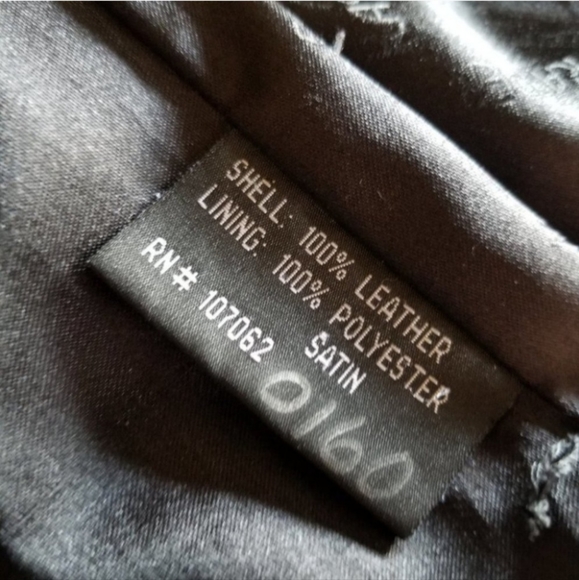 SHELL: 100% LEATHER
LINING: 100% POLYESTER
SATIN
RN# 107062
0160